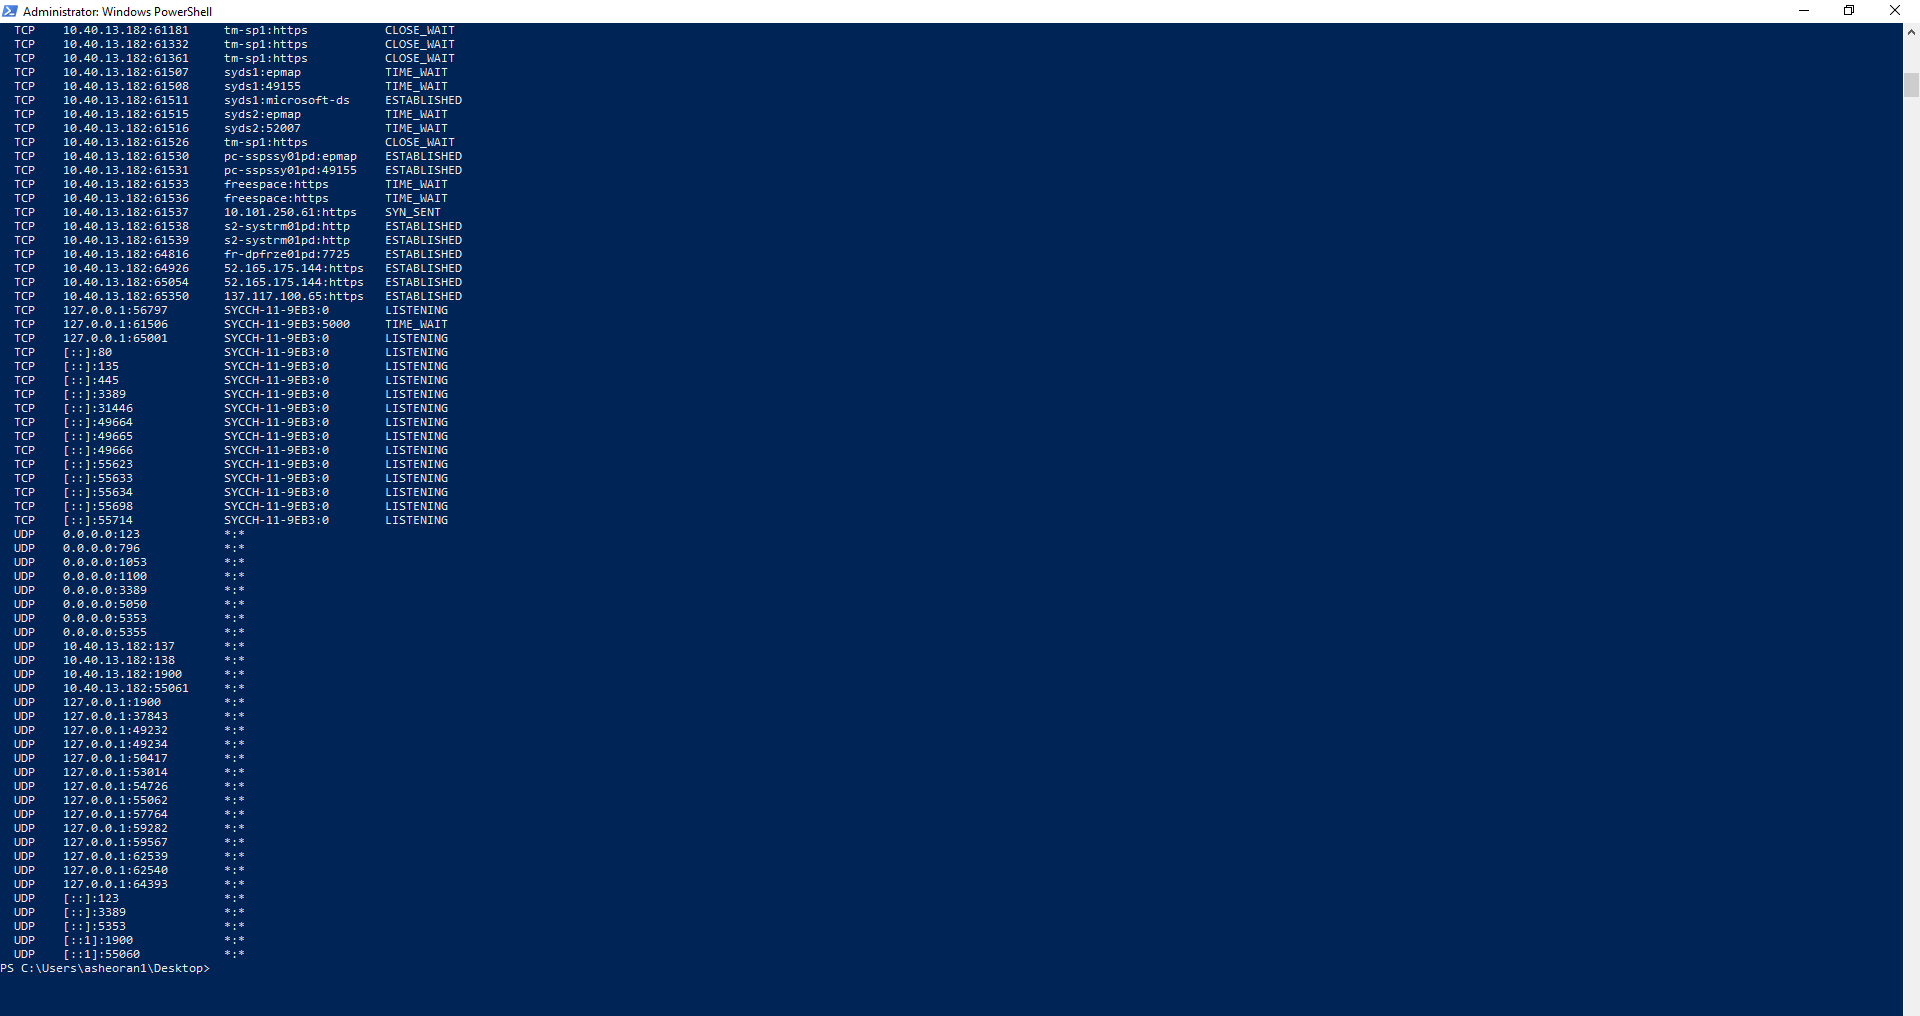 Administrator: Windows PowerShell
TCP    10.40.13.182:61181     tm-sp1:https           CLOSE_WAIT
TCP    10.40.13.182:61332     tm-sp1:https           CLOSE_WAIT
TCP    10.40.13.182:61361     tm-sp1:https           CLOSE_WAIT
TCP    10.40.13.182:61507     syds1:epmap            TIME_WAIT
TCP    10.40.13.182:61508     syds1:49155            TIME_WAIT
TCP    10.40.13.182:61511     syds1:microsoft-ds     ESTABLISHED
TCP    10.40.13.182:61515     syds2:epmap            TIME_WAIT
TCP    10.40.13.182:61516     syds2:52007            TIME_WAIT
TCP    10.40.13.182:61526     tm-sp1:https           CLOSE_WAIT
TCP    10.40.13.182:61530     pc-sspssy01pd:epmap    ESTABLISHED
TCP    10.40.13.182:61531     pc-sspssy01pd:49155    ESTABLISHED
TCP    10.40.13.182:61533     freespace:https        TIME_WAIT
TCP    10.40.13.182:61536     freespace:https        TIME_WAIT
TCP    10.40.13.182:61537     10.101.250.61:https    SYN_SENT
TCP    10.40.13.182:61538     s2-systrm01pd:http     ESTABLISHED
TCP    10.40.13.182:61539     s2-systrm01pd:http     ESTABLISHED
TCP    10.40.13.182:64816     fr-dpfrze01pd:7725     ESTABLISHED
TCP    10.40.13.182:64926     52.165.175.144:https   ESTABLISHED
TCP    10.40.13.182:65054     52.165.175.144:https   ESTABLISHED
TCP    10.40.13.182:65350     137.117.100.65:https   ESTABLISHED
TCP    127.0.0.1:56797        SYCCH-11-9EB3:0        LISTENING
TCP    127.0.0.1:61506        SYCCH-11-9EB3:5000     TIME_WAIT
TCP    127.0.0.1:65001        SYCCH-11-9EB3:0        LISTENING
TCP    [::]:80                SYCCH-11-9EB3:0        LISTENING
TCP    [::]:135               SYCCH-11-9EB3:0        LISTENING
TCP    [::]:445               SYCCH-11-9EB3:0        LISTENING
TCP    [::]:3389              SYCCH-11-9EB3:0        LISTENING
TCP    [::]:31446             SYCCH-11-9EB3:0        LISTENING
TCP    [::]:49664             SYCCH-11-9EB3:0        LISTENING
TCP    [::]:49665             SYCCH-11-9EB3:0        LISTENING
TCP    [::]:49666             SYCCH-11-9EB3:0        LISTENING
TCP    [::]:55623             SYCCH-11-9EB3:0        LISTENING
TCP    [::]:55633             SYCCH-11-9EB3:0        LISTENING
TCP    [::]:55634             SYCCH-11-9EB3:0        LISTENING
TCP    [::]:55698             SYCCH-11-9EB3:0        LISTENING
TCP    [::]:55714             SYCCH-11-9EB3:0        LISTENING
UDP    0.0.0.0:123            *:*
UDP    0.0.0.0:796            *:*
UDP    0.0.0.0:1053           *:*
UDP    0.0.0.0:1100           *:*
UDP    0.0.0.0:3389           *:*
UDP    0.0.0.0:5050           *:*
UDP    0.0.0.0:5353           *:*
UDP    0.0.0.0:5355           *:*
UDP    10.40.13.182:137       *:*
UDP    10.40.13.182:138       *:*
UDP    10.40.13.182:1900      *:*
UDP    10.40.13.182:55061     *:*
UDP    127.0.0.1:1900         *:*
UDP    127.0.0.1:37843        *:*
UDP    127.0.0.1:49232        *:*
UDP    127.0.0.1:49234        *:*
UDP    127.0.0.1:50417        *:*
UDP    127.0.0.1:53014        *:*
UDP    127.0.0.1:54726        *:*
UDP    127.0.0.1:55062        *:*
UDP    127.0.0.1:57764        *:*
UDP    127.0.0.1:59282        *:*
UDP    127.0.0.1:59567        *:*
UDP    127.0.0.1:62539        *:*
UDP    127.0.0.1:62540        *:*
UDP    127.0.0.1:64393        *:*
UDP    [::]:123               *:*
UDP    [::]:3389              *:*
UDP    [::]:5353              *:*
UDP    [::1]:1900             *:*
UDP    [::1]:55060            *:*
PS C:\Users\asheoran1\Desktop>